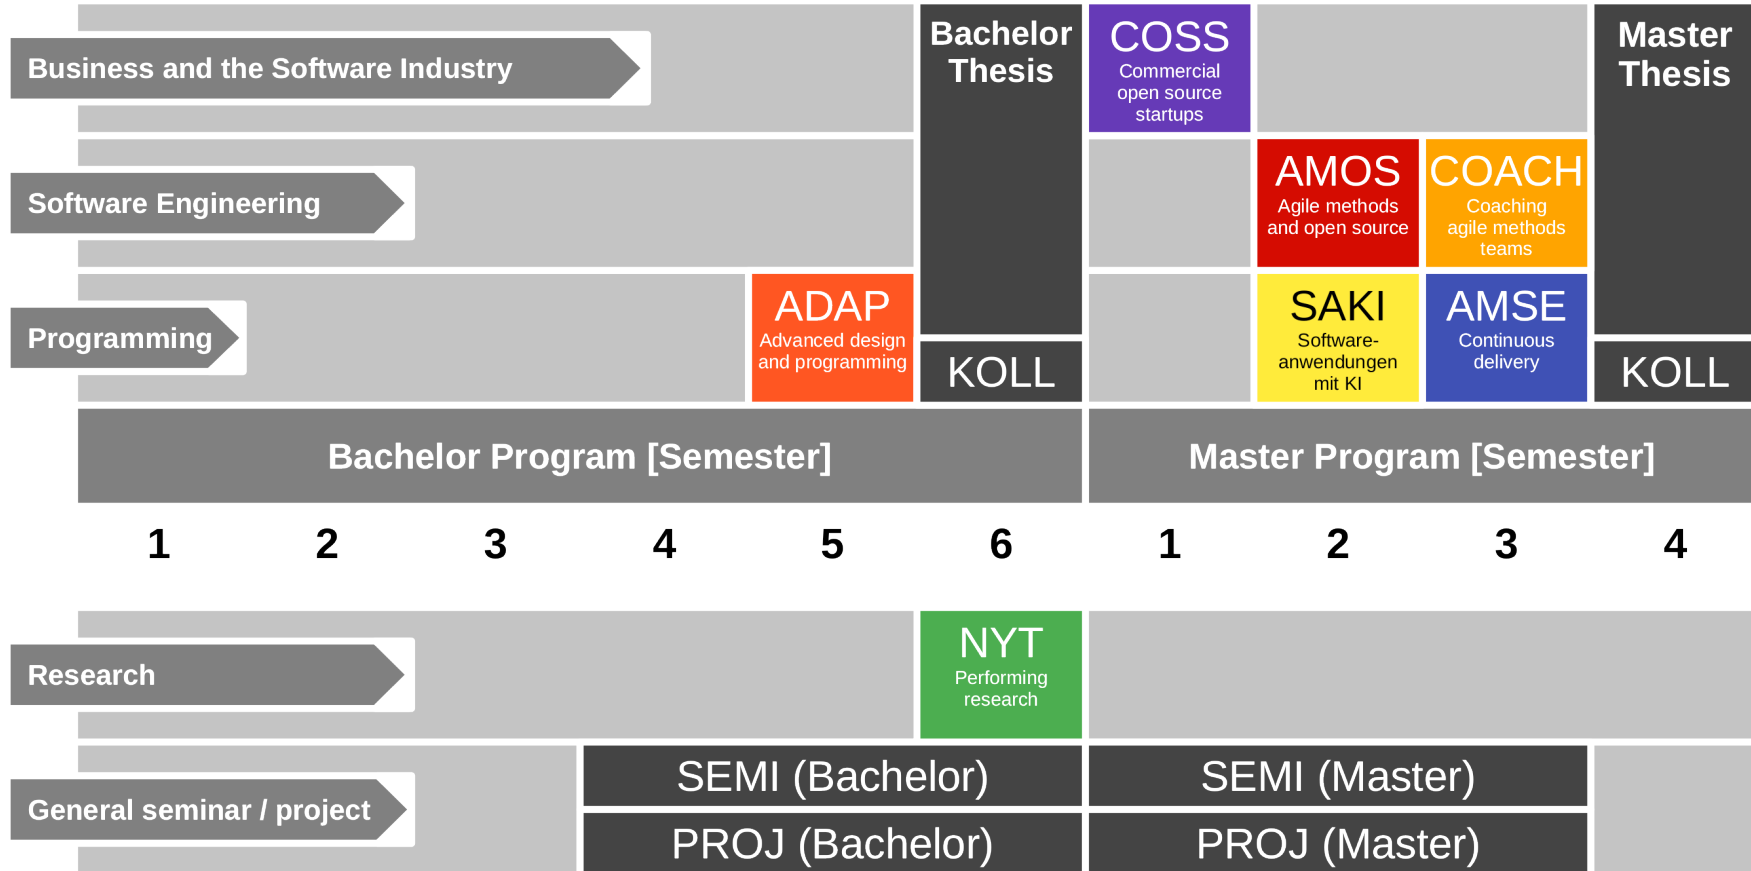 Business and the Software Industry
Bachelor
Thesis
COSS
Commercial
open source
startups
Master
Thesis
Software Engineering
AMOS
Agile methods
and open source
COACH
Coaching
agile methods
teams
Programming
ADAP
Advanced design
and programming
KOLL
SAKI
Software-
anwendungen
mit KI
AMSE
Continuous
delivery
KOLL
Bachelor Program [Semester]
Master Program [Semester]
1 2 3 4 5 6 1 2 3 4
Research
NYT
Performing
research
General seminar / project
SEMI (Bachelor)
SEMI (Master)
PROJ (Bachelor)
PROJ (Master)